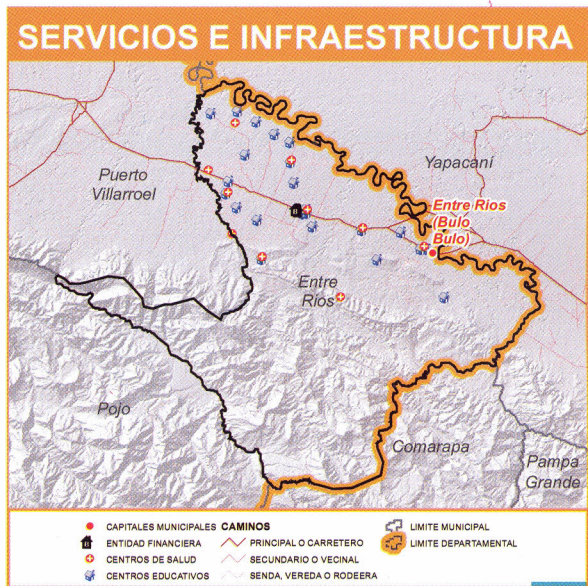 SERVICIOS E INFRAESTRUCTURA
Puerto
Villarroel
Yapacaní
Entre Rios
(Bulo
Bulo)
Entre
Rios
Pojo
Comarapa
Pampa
Grande
CAPITALES MUNICIPALES
ENTIDAD FINANCIERA
CENTROS DE SALUD
CENTROS EDUCATIVOS
CAMINOS
PRINCIPAL O CARRETERO
SECUNDARIO O VECINAL
SENDA, VEREDA O RODEERA
LIMITE MUNICIPAL
LIMITE DEPARTAMENTAL